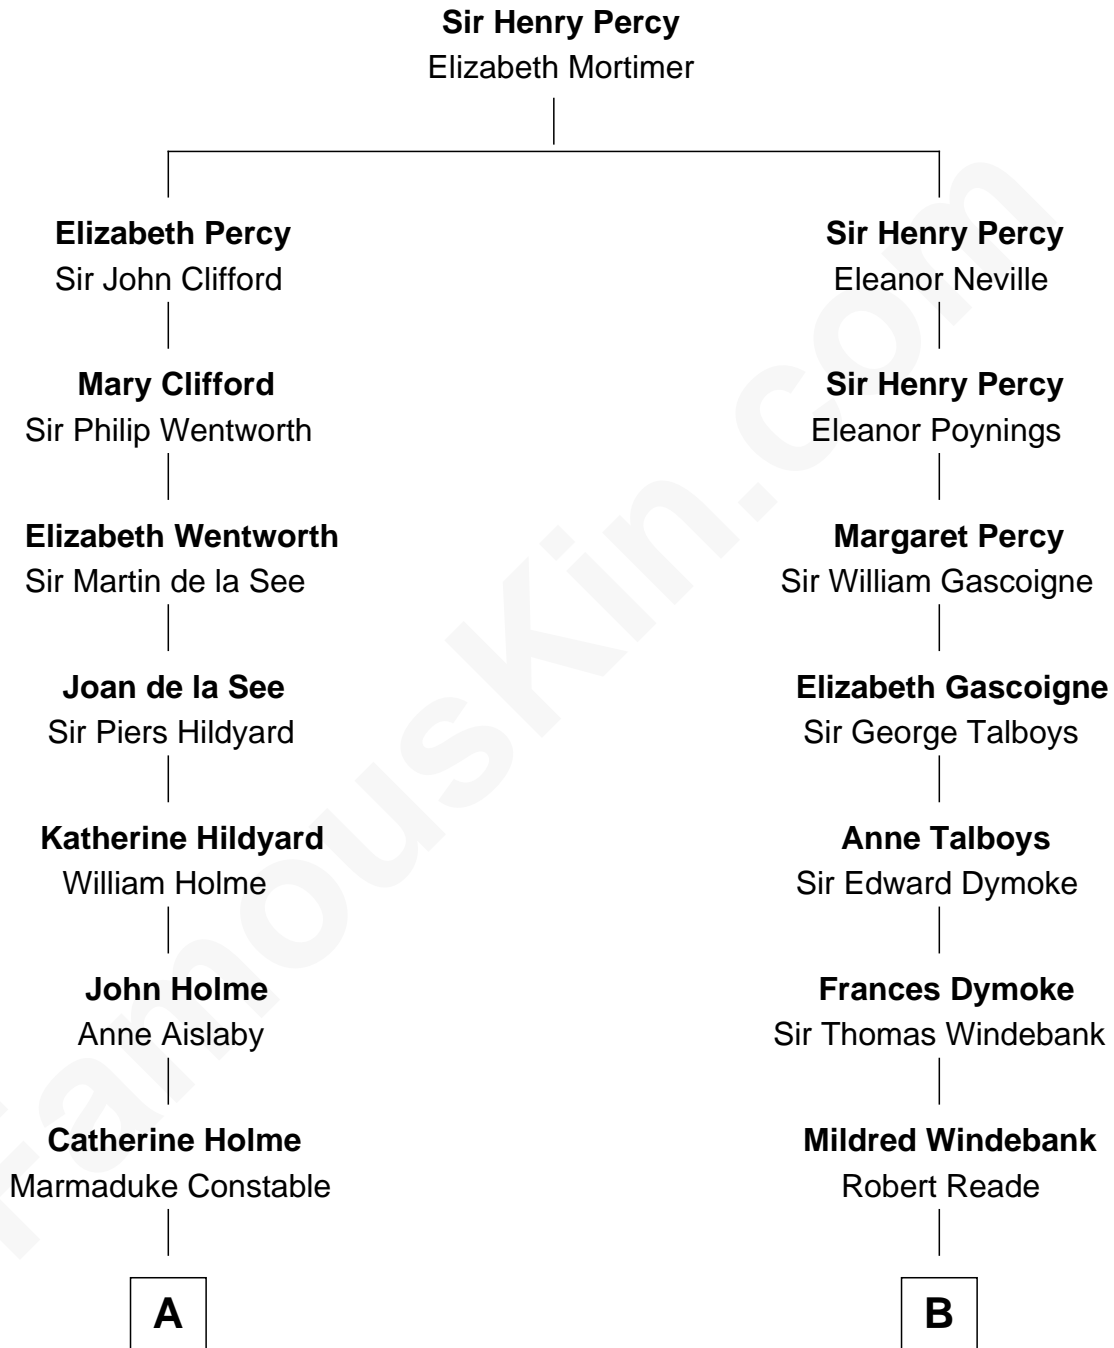 Sir Henry Percy
Elizabeth Mortimer
Elizabeth Percy
Sir John Clifford
Sir Henry Percy
Eleanor Neville
Mary Clifford
Sir Philip Wentworth
Sir Henry Percy
Eleanor Poynings
Elizabeth Wentworth
Sir Martin de la See
Margaret Percy
Sir William Gascoigne
Joan de la See
Sir Piers Hildyard
Elizabeth Gascoigne
Sir George Talboys
Katherine Hildyard
William Holme
Anne Talboys
Sir Edward Dymoke
John Holme
Anne Aislaby
Frances Dymoke
Sir Thomas Windebank
Catherine Holme
Marmaduke Constable
Mildred Windebank
Robert Reade
A
B
FamousKin.com